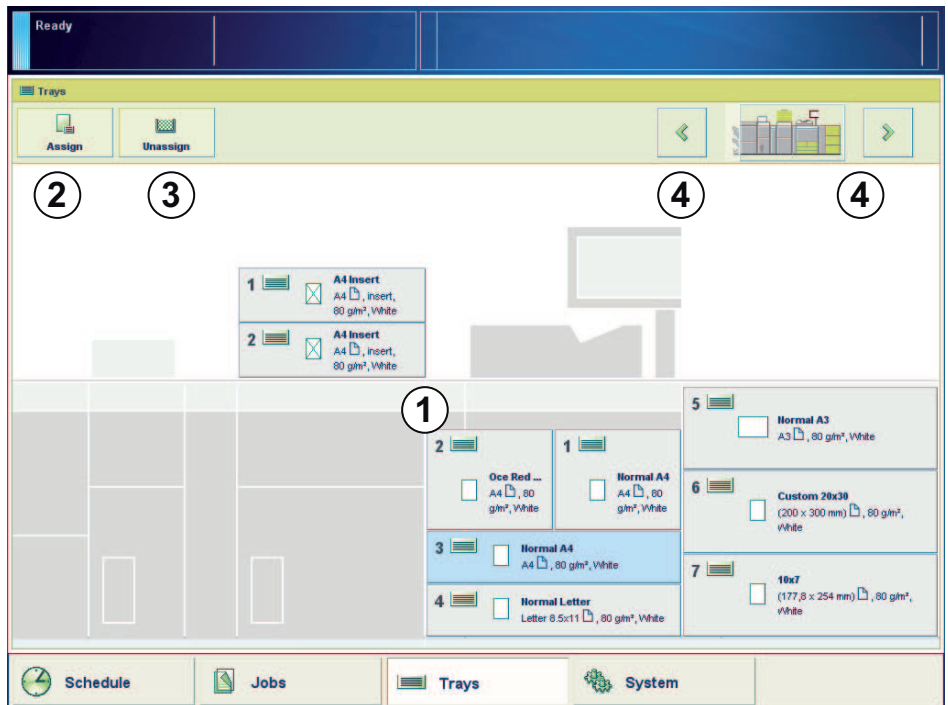 Ready
Trays
Assign
Unassign
2
3
4
4
1
A4 Insert
A4 , insert,
80 g/m², White
2
A4 Insert
A4 , insert,
80 g/m², White
1
2
Oce Red ...
A4 , 80
g/m², White
1
Normal A4
A4 , 80
g/m², White
3
Normal A4
A4 , 80 g/m², White
4
Normal Letter
Letter 8.5x11 , 80 g/m², White
5
Normal A3
A3 , 80 g/m², White
6
Custom 20x30
(200 x 300 mm) , 80 g/m²,
White
7
10x7
(177,8 x 254 mm) , 80 g/m²,
White
Schedule
Jobs
Trays
System